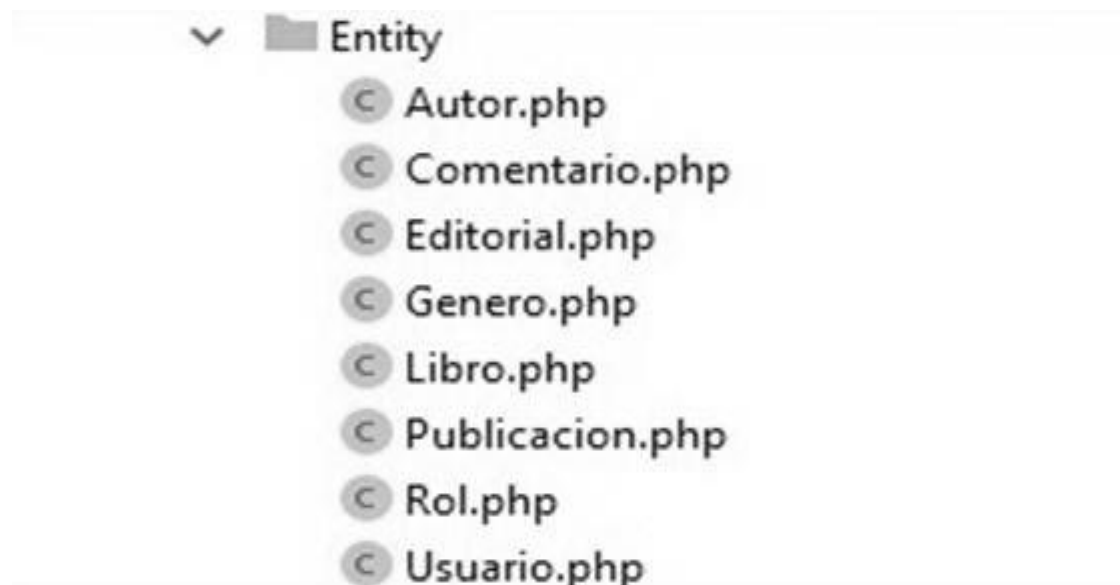 Entity
Autor.php
Comentario.php
Editorial.php
Genero.php
Libro.php
Publicacion.php
Rol.php
Usuario.php